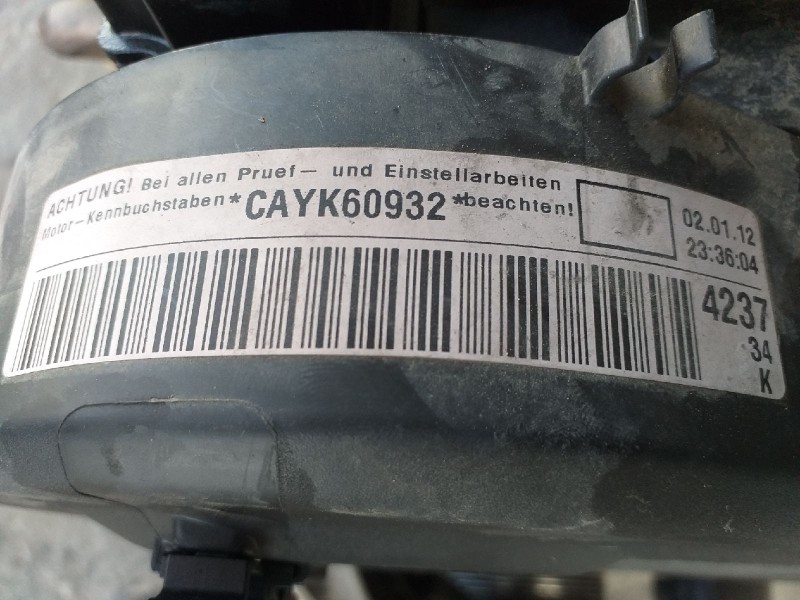 ACHTUNG! Bei allen Pruef- und Einstellarbeiten
Motor-Kennbuchstaben *CAYK60932* beachten!
02.01.12
23:36:04
4237
34
K